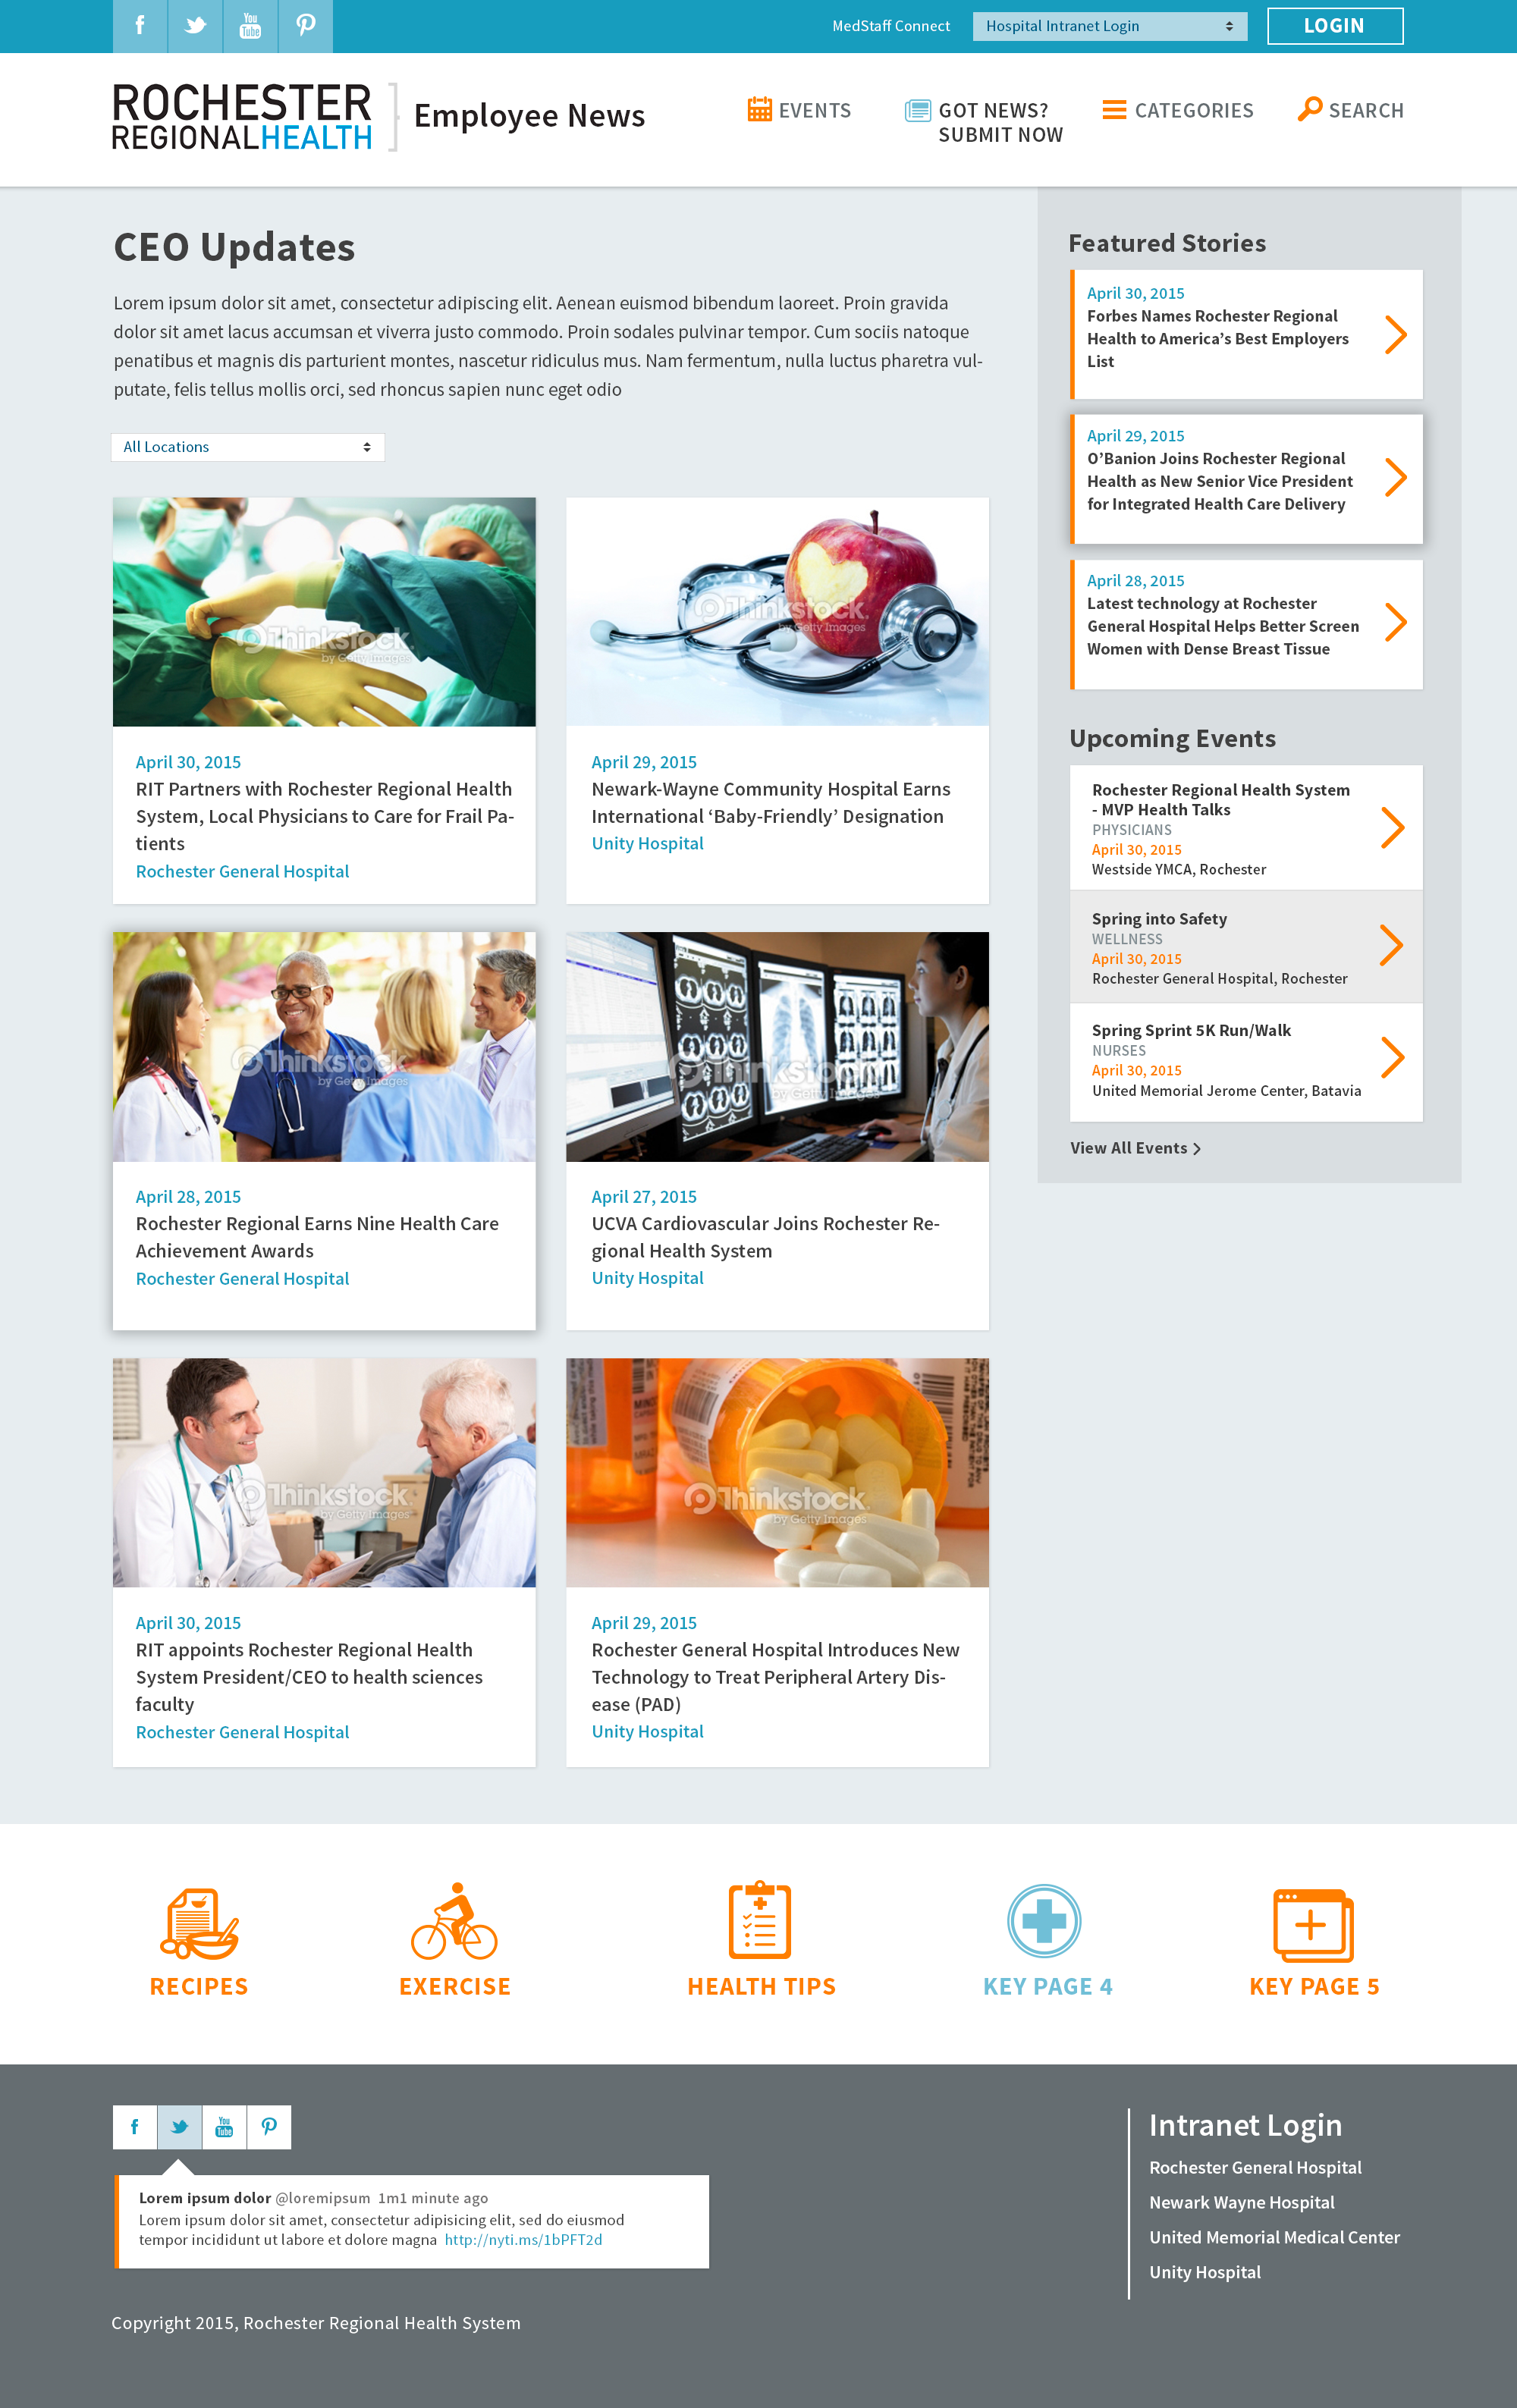 f
You
Tube
MedStaff Connect
Hospital Intranet Login
LOGIN
ROCHESTER
REGIONALHEALTH
Employee News
EVENTS
GOT NEWS?
SUBMIT NOW
CATEGORIES
SEARCH
CEO Updates
Lorem ipsum dolor sit amet, consectetur adipiscing elit. Aenean euismod bibendum laoreet. Proin gravida
dolor sit amet lacus accumsan et viverra justo commodo. Proin sodales pulvinar tempor. Cum sociis natoque
penatibus et magnis dis parturient montes, nascetur ridiculus mus. Nam fermentum, nulla luctus pharetra vul-
putate, felis tellus mollis orci, sed rhoncus sapien nunc eget odio
All Locations
Thinkstock
by Getty Images
April 30, 2015
RIT Partners with Rochester Regional Health
System, Local Physicians to Care for Frail Pa-
tients
Rochester General Hospital
Thinkstock
by Getty Images
April 29, 2015
Newark-Wayne Community Hospital Earns
International ‘Baby-Friendly’ Designation
Unity Hospital
Thinkstock
by Getty Images
April 28, 2015
Rochester Regional Earns Nine Health Care
Achievement Awards
Rochester General Hospital
Thinkstock
by Getty Images
April 27, 2015
UCVA Cardiovascular Joins Rochester Re-
gional Health System
Unity Hospital
Thinkstock
by Getty Images
April 30, 2015
RIT appoints Rochester Regional Health
System President/CEO to health sciences
faculty
Rochester General Hospital
Thinkstock
by Getty Images
April 29, 2015
Rochester General Hospital Introduces New
Technology to Treat Peripheral Artery Dis-
ease (PAD)
Unity Hospital
Featured Stories
April 30, 2015
Forbes Names Rochester Regional
Health to America’s Best Employers
List
April 29, 2015
O’Banion Joins Rochester Regional
Health as New Senior Vice President
for Integrated Health Care Delivery
April 28, 2015
Latest technology at Rochester
General Hospital Helps Better Screen
Women with Dense Breast Tissue
Upcoming Events
Rochester Regional Health System
- MVP Health Talks
PHYSICIANS
April 30, 2015
Westside YMCA, Rochester
Spring into Safety
WELLNESS
April 30, 2015
Rochester General Hospital, Rochester
Spring Sprint 5K Run/Walk
NURSES
April 30, 2015
United Memorial Jerome Center, Batavia
View All Events
RECIPES
EXERCISE
HEALTH TIPS
KEY PAGE 4
KEY PAGE 5
f
You
Tube
Lorem ipsum dolor @loremipsum 1m1 minute ago
Lorem ipsum dolor sit amet, consectetur adipisicing elit, sed do eiusmod
tempor incididunt ut labore et dolore magna http://nyti.ms/1bPFT2d
Copyright 2015, Rochester Regional Health System
Intranet Login
Rochester General Hospital
Newark Wayne Hospital
United Memorial Medical Center
Unity Hospital